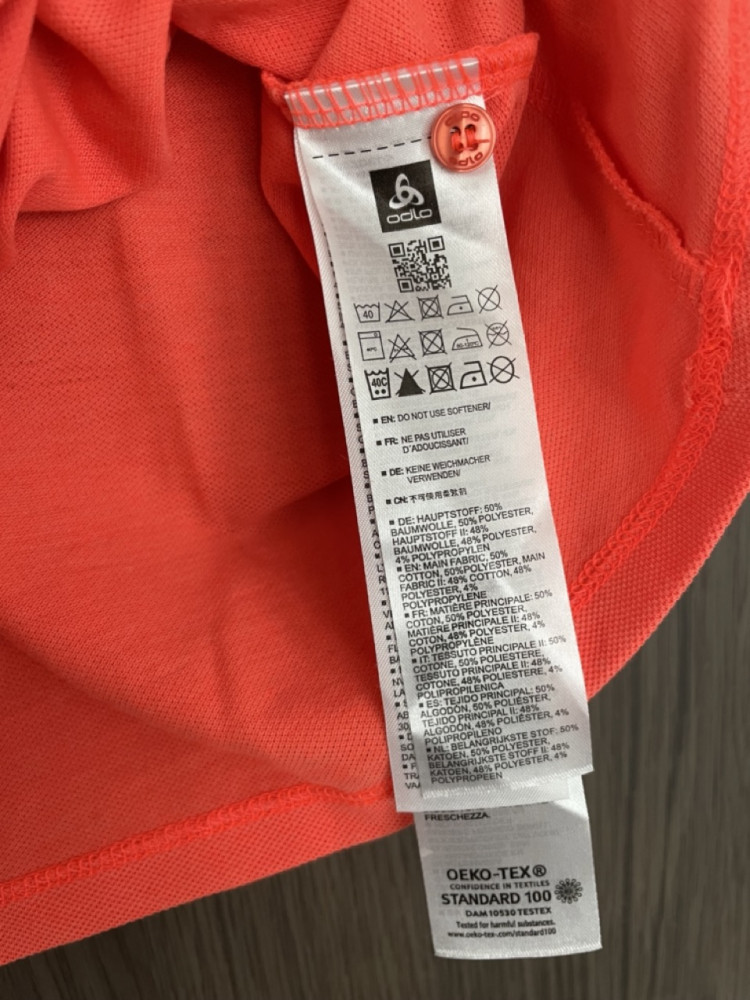 odlo
odlo
40
40°C
40-120°C
40C
■ EN: DO NOT USE SOFTENER/
■ FR: NE PAS UTILISER
D'ADOUCISSANT/
■ DE: KEINE WEICHMACHER
VERWENDEN/
■ CN: 不可使用柔软剂
■ DE: HAUPTSTOFF: 50%
BAUMWOLLE, 50% POLYESTER,
HAUPTSTOFF II: 48%
BAUMWOLLE, 48% POLYESTER,
4% POLYPROPYLEN
■ EN: MAIN FABRIC, 50%
COTTON, 50%POLYESTER, MAIN
FABRIC II: 48% COTTON, 48%
POLYESTER, 4%
POLYPROPYLENE
■ FR: MATIÈRE PRINCIPALE: 50%
COTON, 50% POLYESTER,
MATIÈRE PRINCIPALE II: 48%
COTON, 48% POLYESTER, 4%
POLYPROPYLÈNE
■ IT: TESSUTO PRINCIPALE II: 50%
COTONE, 50% POLIESTERE,
TESSUTO PRINCIPALE II: 48%
COTONE, 48% POLIESTERE, 4%
POLIPROPILENICA
■ ES: TEJIDO PRINCIPAL: 50%
ALGODÓN, 50% POLIÉSTER,
TEJIDO PRINCIPAL II: 48%
ALGODÓN, 48% POLIÉSTER, 4%
POLIPROPILENO
■ NL: BELANGRIJKSTE STOF: 50%
KATOEN, 50% POLYESTER,
BELANGRIJKSTE STOFF II: 48%
KATOEN, 48% POLYESTER, 4%
POLYPROPEEN
FRESCHEZZA.
OEKO-TEX®
CONFIDENCE IN TEXTILES
STANDARD 100
DAM 10530 TESTEX
Tested for harmful substances.
www.oeko-tex.com/standard100